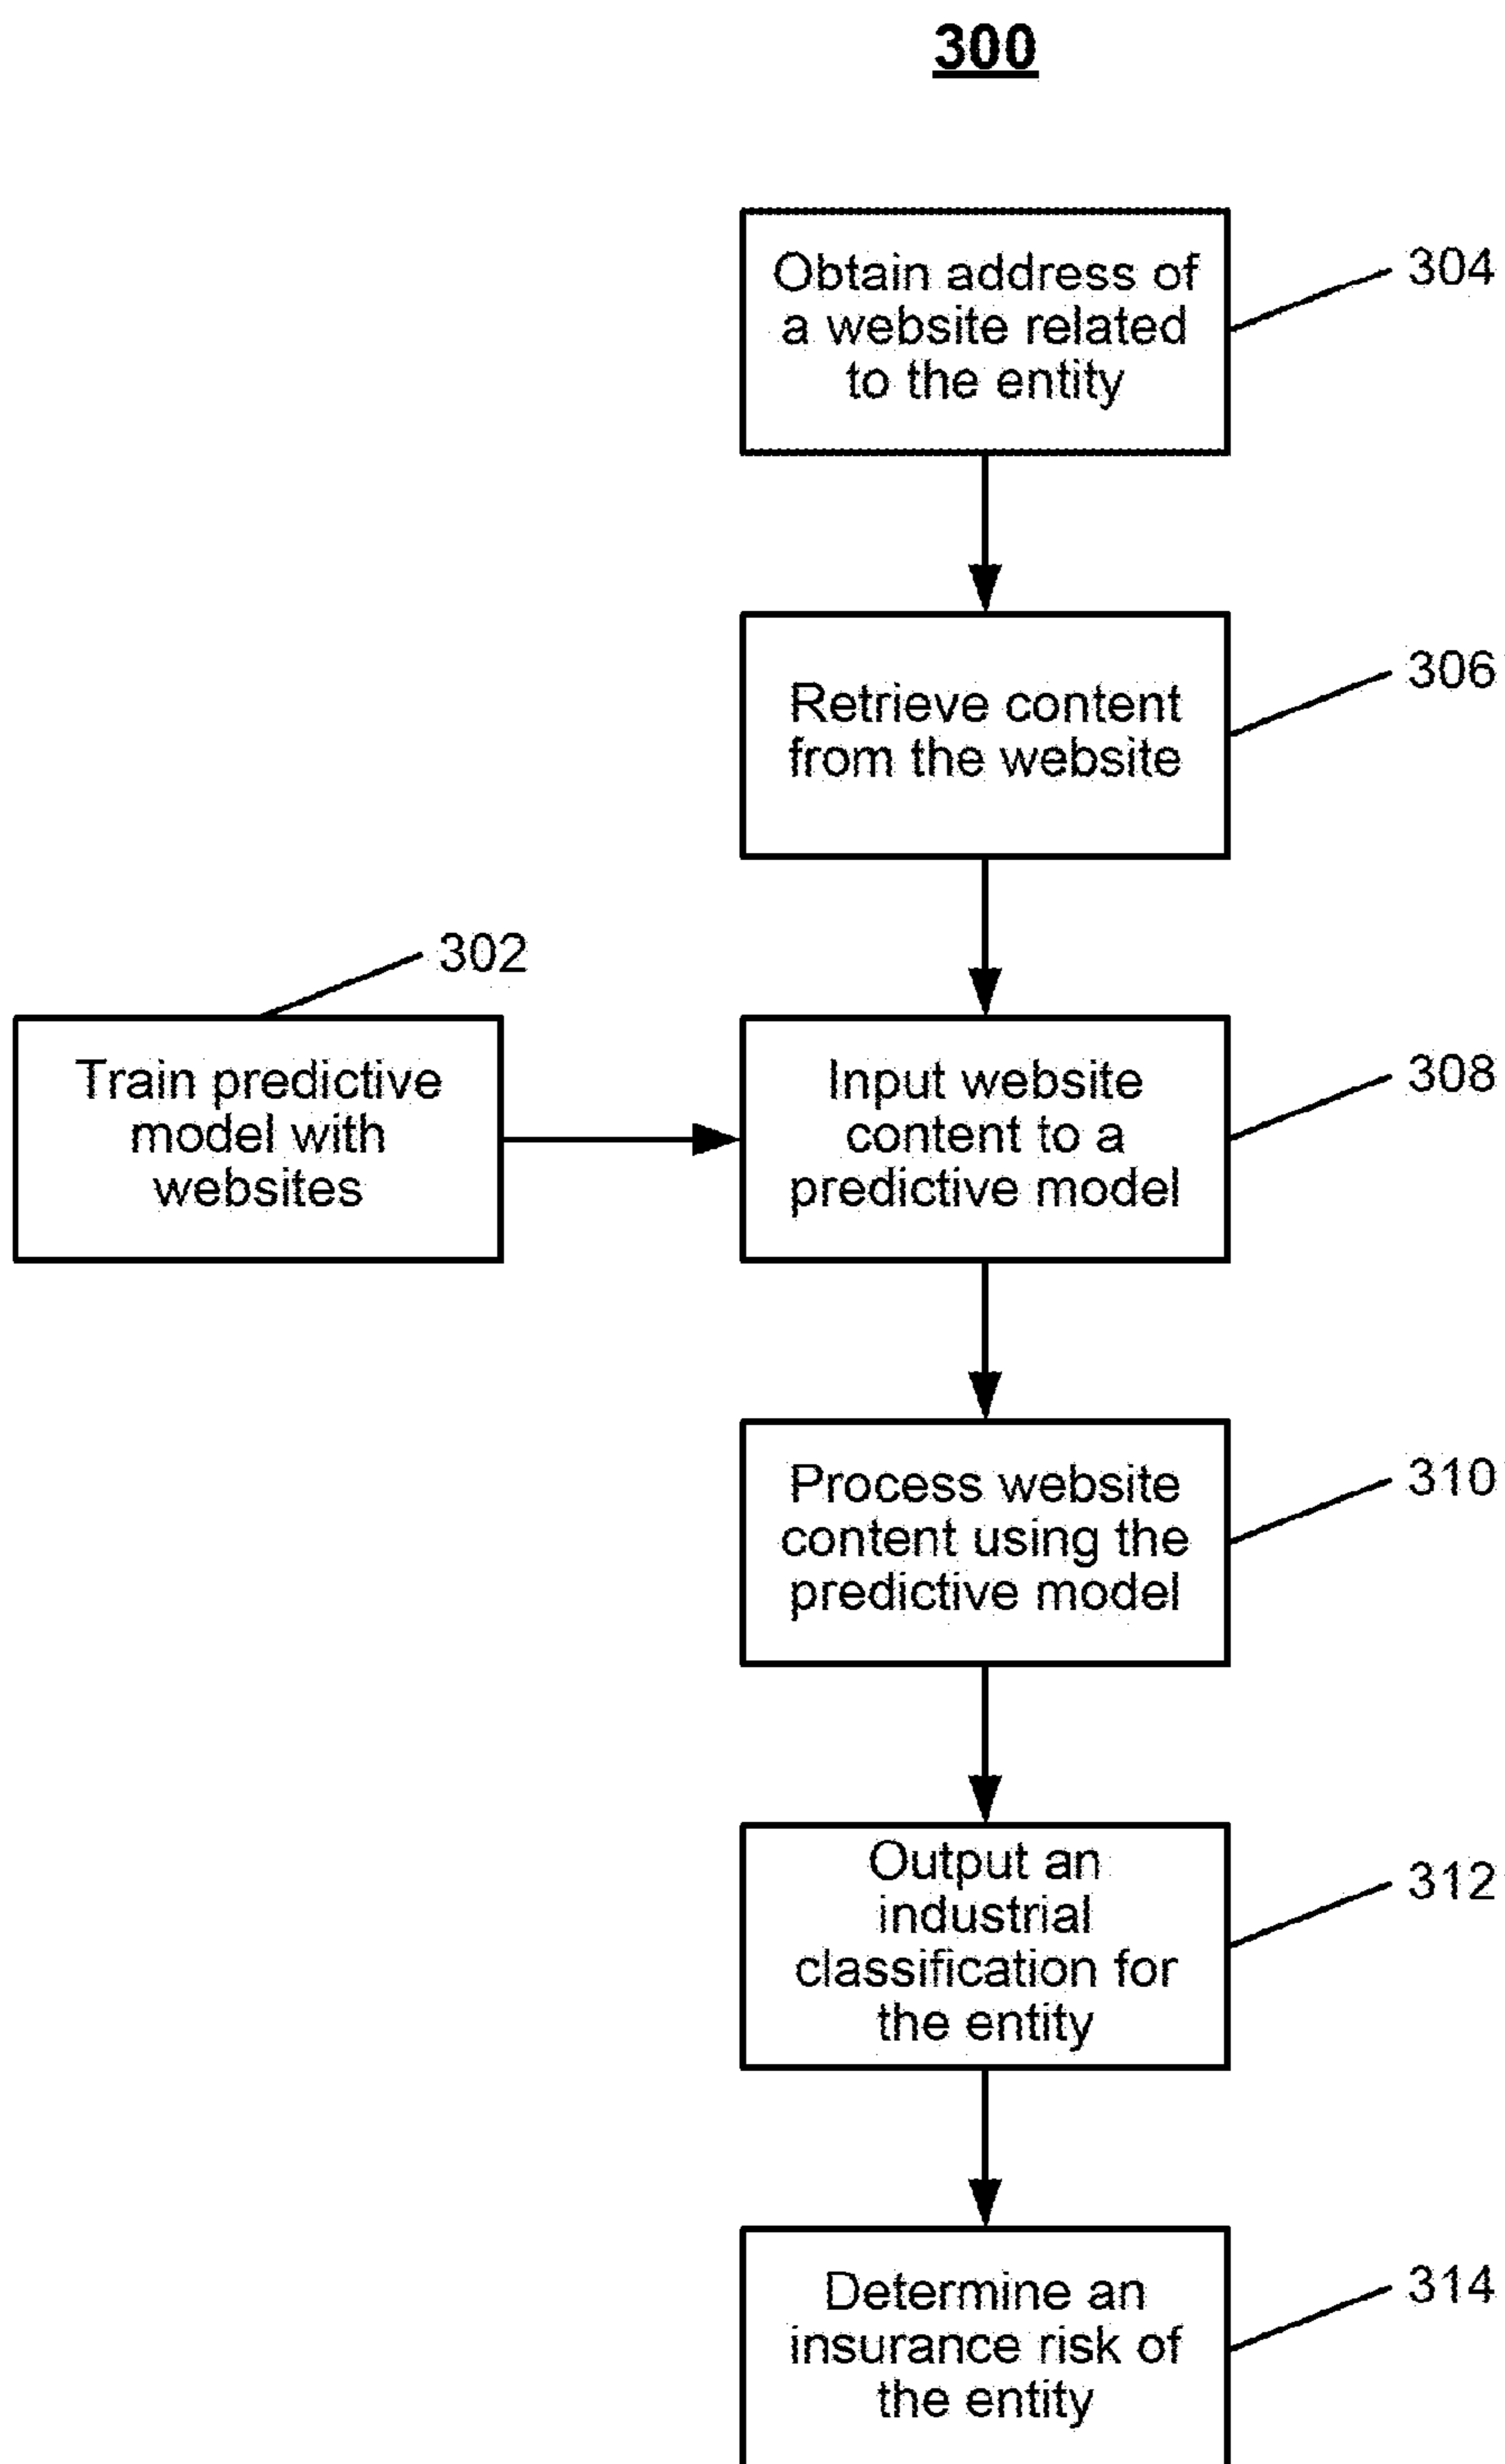 300
Obtain address of
a website related
to the entity
304
Retrieve content
from the website
306
302
Train predictive
model with
websites
Input website
content to a
predictive model
308
Process website
content using the
predictive model
310
Output an
industrial
classification for
the entity
312
Determine an
insurance risk of
the entity
314